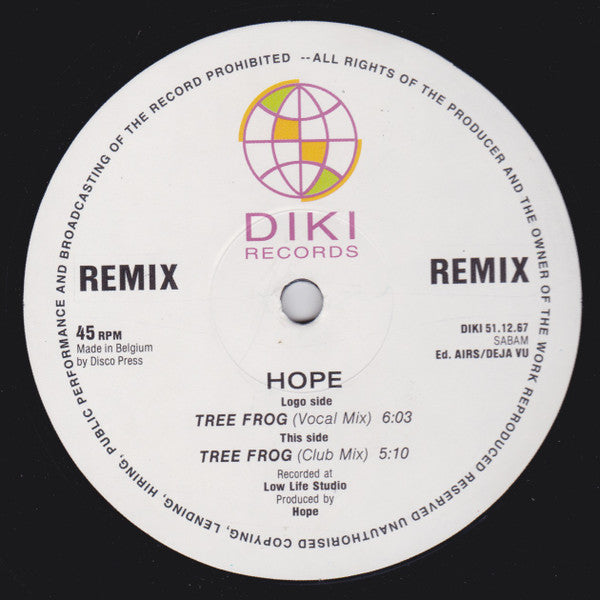 PUBLIC PERFORMANCE AND BROADCASTING OF THE RECORD PROHIBITED --ALL RIGHTS OF THE PRODUCER AND THE OWNER OF THE WORK REPRODUCED RESERVED UNAUTHORISED COPYING, LENDING, HIRING,
DIKI
RECORDS
REMIX
REMIX
45 RPM
Made in Belgium
by Disco Press
DIKI 51.12.67
SABAM
Ed. AIRS/DEJA VU
HOPE
Logo side
TREE FROG (Vocal Mix) 6:03
This side
TREE FROG (Club Mix) 5:10
Recorded at
Low Life Studio
Produced by
Hope